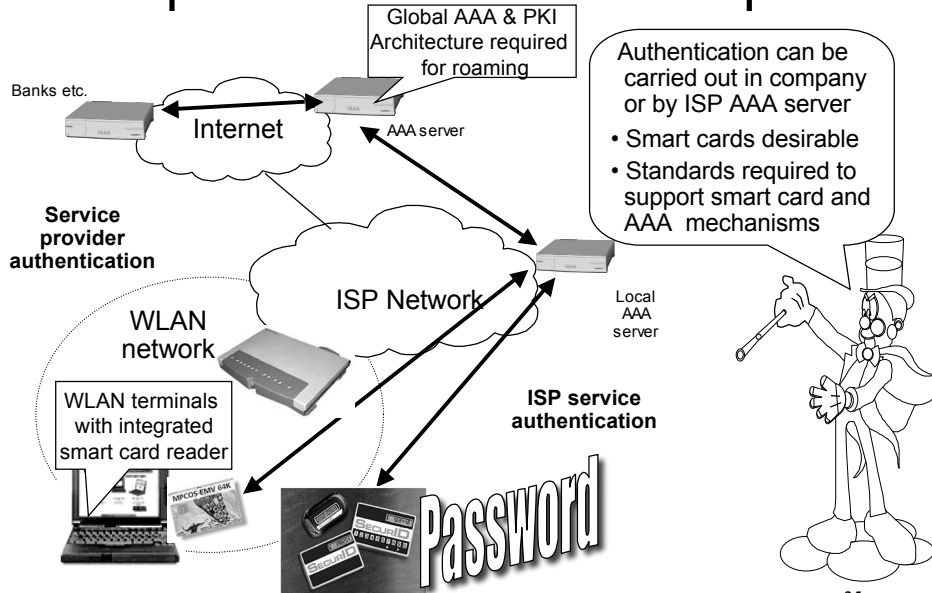 Global AAA & PKI
Architecture required
for roaming
Banks etc.
Internet
AAA server
Authentication can be
carried out in company
or by ISP AAA server
• Smart cards desirable
• Standards required to
support smart card and
AAA mechanisms
Service
provider
authentication
ISP Network
Local
AAA
server
WLAN
network
WLAN terminals
with integrated
smart card reader
ISP service
authentication
MPCOS-EMV 64K
SECURID
SECURID
Password